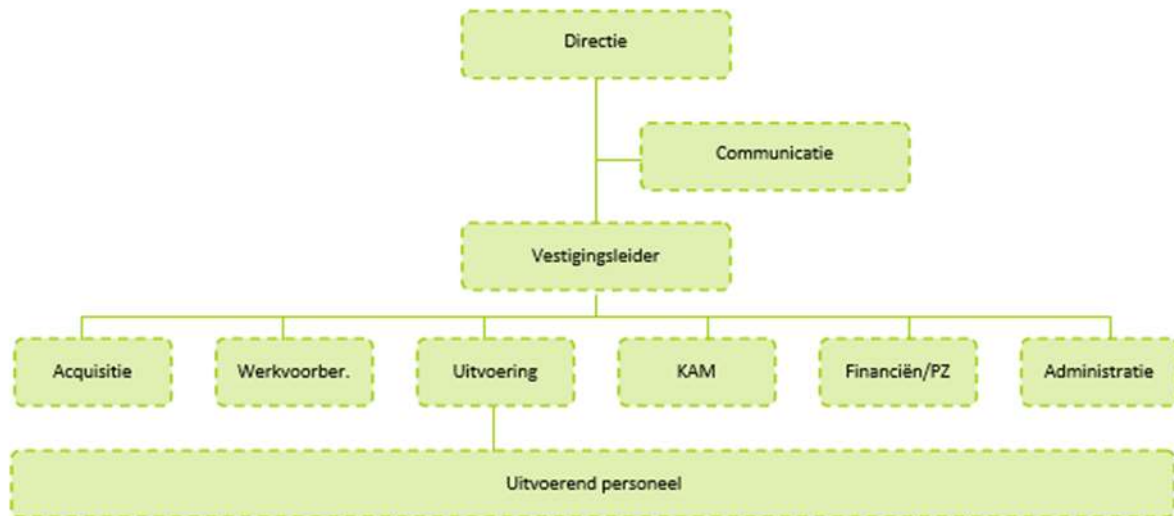 Directie
Communicatie
Vestigingsleider
Acquisitie
Werkvoorber.
Uitvoering
KAM
Financiën/PZ
Administratie
Uitvoerend personeel